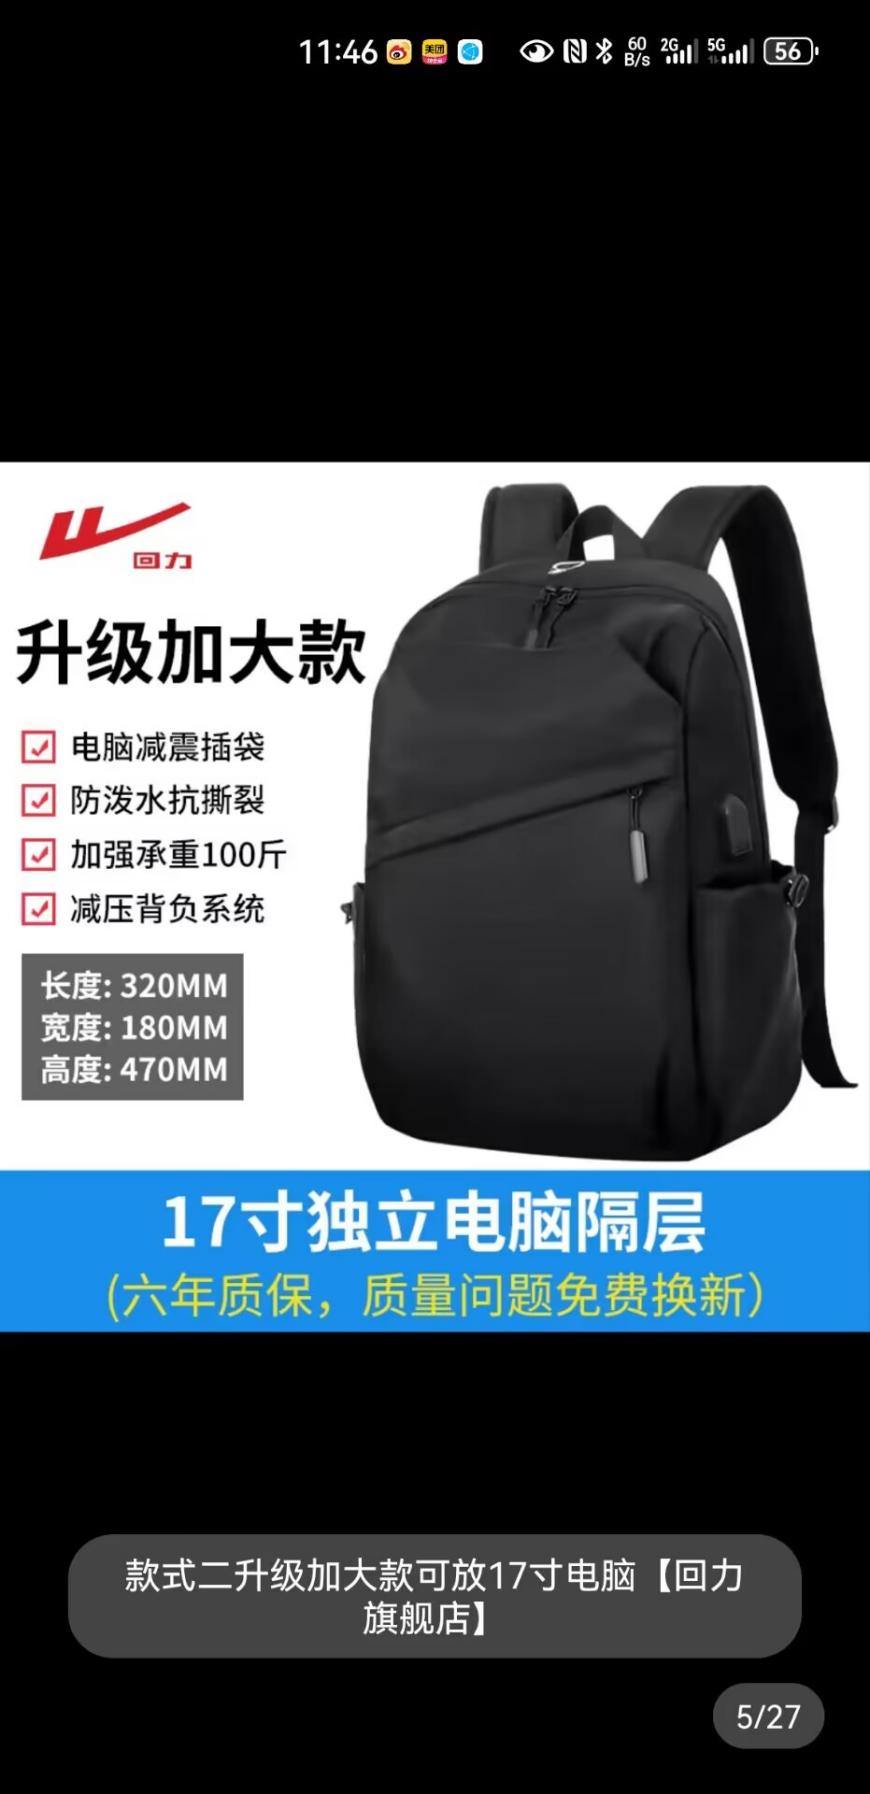 11:46 美团 60 B/s 2G 5G 56
回力
升级加大款
电脑减震插袋
防泼水抗撕裂
加强承重100斤
减压背负系统
长度: 320MM
宽度: 180MM
高度: 470MM
17寸独立电脑隔层
(六年质保，质量问题免费换新)
款式二升级加大款可放17寸电脑【回力
旗舰店】
5/27